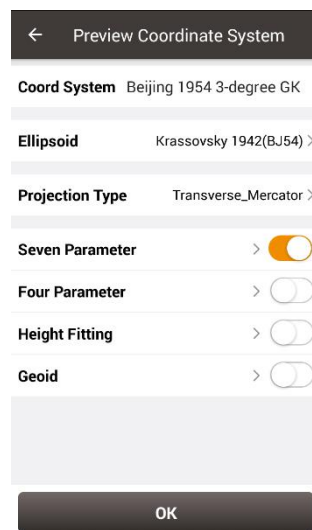 Preview Coordinate System
Coord System Beijing 1954 3-degree GK
Ellipsoid Krassovsky 1942(BJ54)
Projection Type Transverse_Mercator
Seven Parameter
Four Parameter
Height Fitting
Geoid
OK